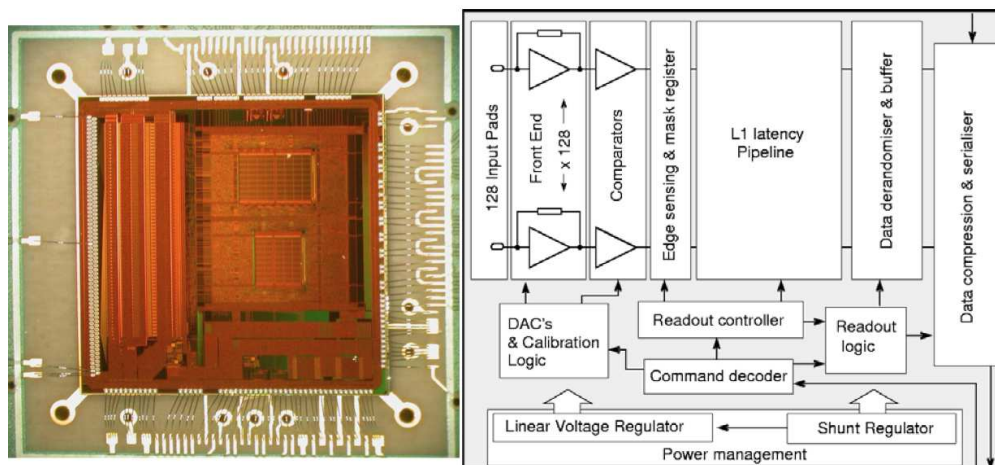 128 Input Pads
Front End
x 128
Comparators
Edge sensing & mask register
L1 latency
Pipeline
Data derandomiser & buffer
Data compression & serialiser
DAC's
& Calibration
Logic
Readout controller
Readout
logic
Command decoder
Linear Voltage Regulator
Shunt Regulator
Power management